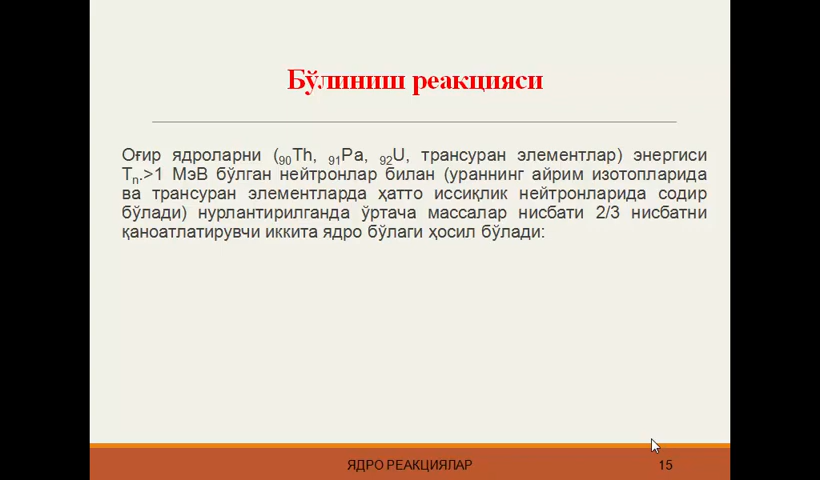 Бўлиниш реакцияси
Оғир ядроларни (₉₀Th, ₉₁Pa, ₉₂U, трансуран элементлар) энергиси
Tₙ.>1 МэВ бўлган нейтронлар билан (ураннинг айрим изотопларида
ва трансуран элементларда ҳатто иссиқлик нейтронларида содир
бўлади) нурлантирилганда ўртача массалар нисбати 2/3 нисбатни
қаноатлатирувчи иккита ядро бўлаги ҳосил бўлади:
ЯДРО РЕАКЦИЯЛАР 15